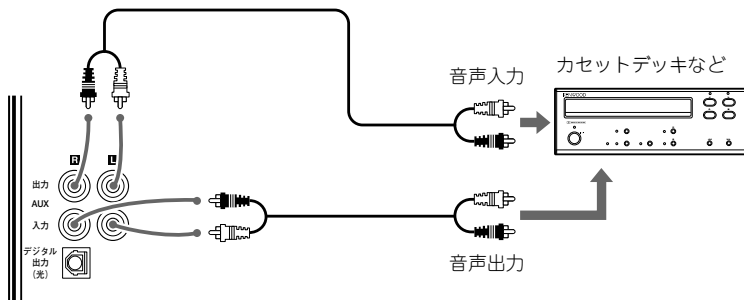 音声入力
カセットデッキなど
KENWOOD
R L
出力
AUX
入力
デジタル
出力
(光)
音声出力